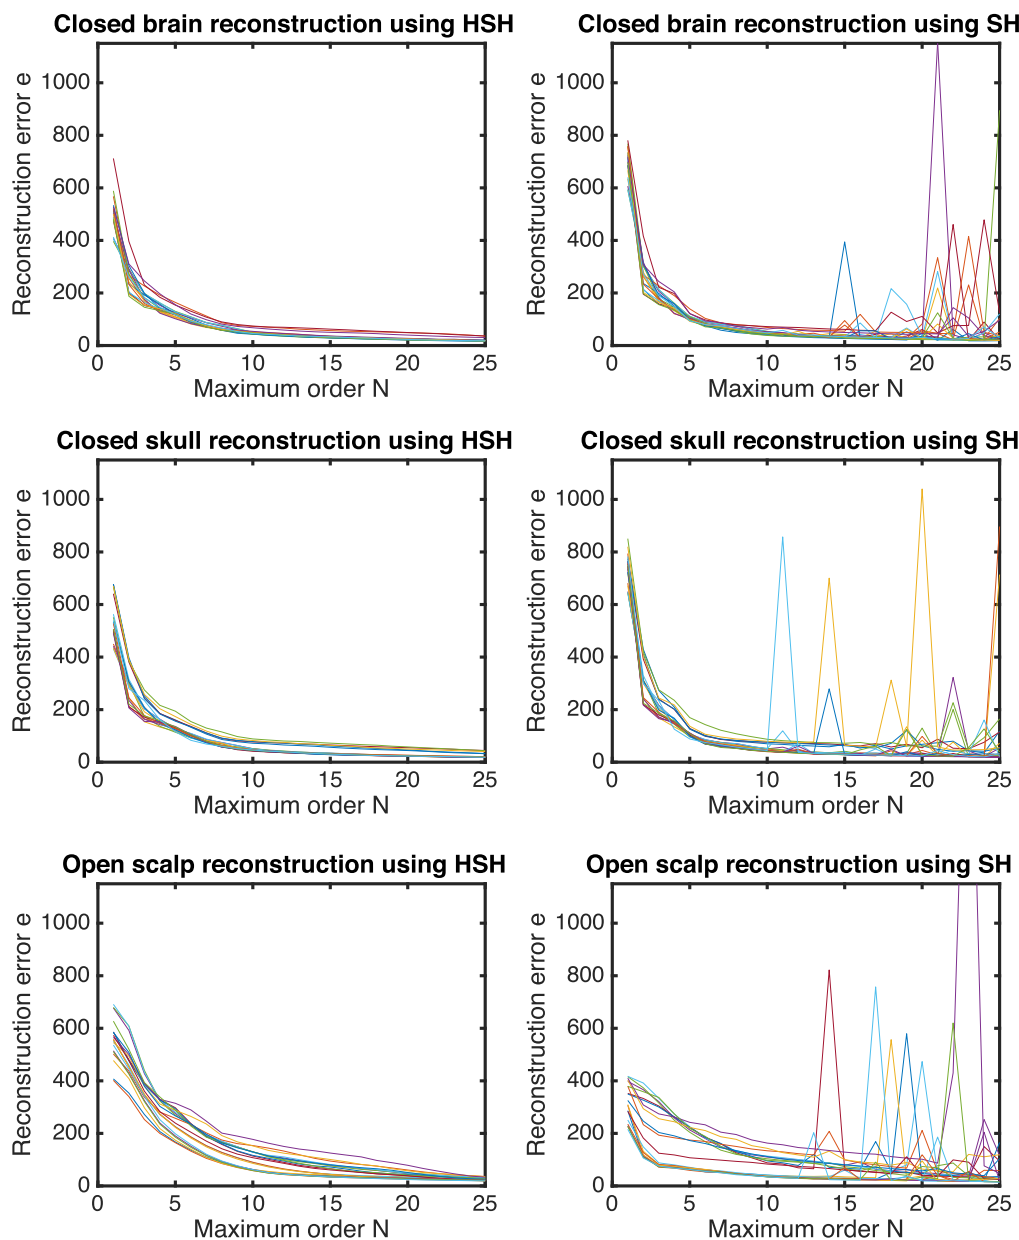 Closed brain reconstruction using HSH
Reconstruction error e
1000
800
600
400
200
0
0 5 10 15 20 25
Maximum order N
Closed brain reconstruction using SH
Reconstruction error e
1000
800
600
400
200
0
0 5 10 15 20 25
Maximum order N
Closed skull reconstruction using HSH
Reconstruction error e
1000
800
600
400
200
0
0 5 10 15 20 25
Maximum order N
Closed skull reconstruction using SH
Reconstruction error e
1000
800
600
400
200
0
0 5 10 15 20 25
Maximum order N
Open scalp reconstruction using HSH
Reconstruction error e
1000
800
600
400
200
0
0 5 10 15 20 25
Maximum order N
Open scalp reconstruction using SH
Reconstruction error e
1000
800
600
400
200
0
0 5 10 15 20 25
Maximum order N